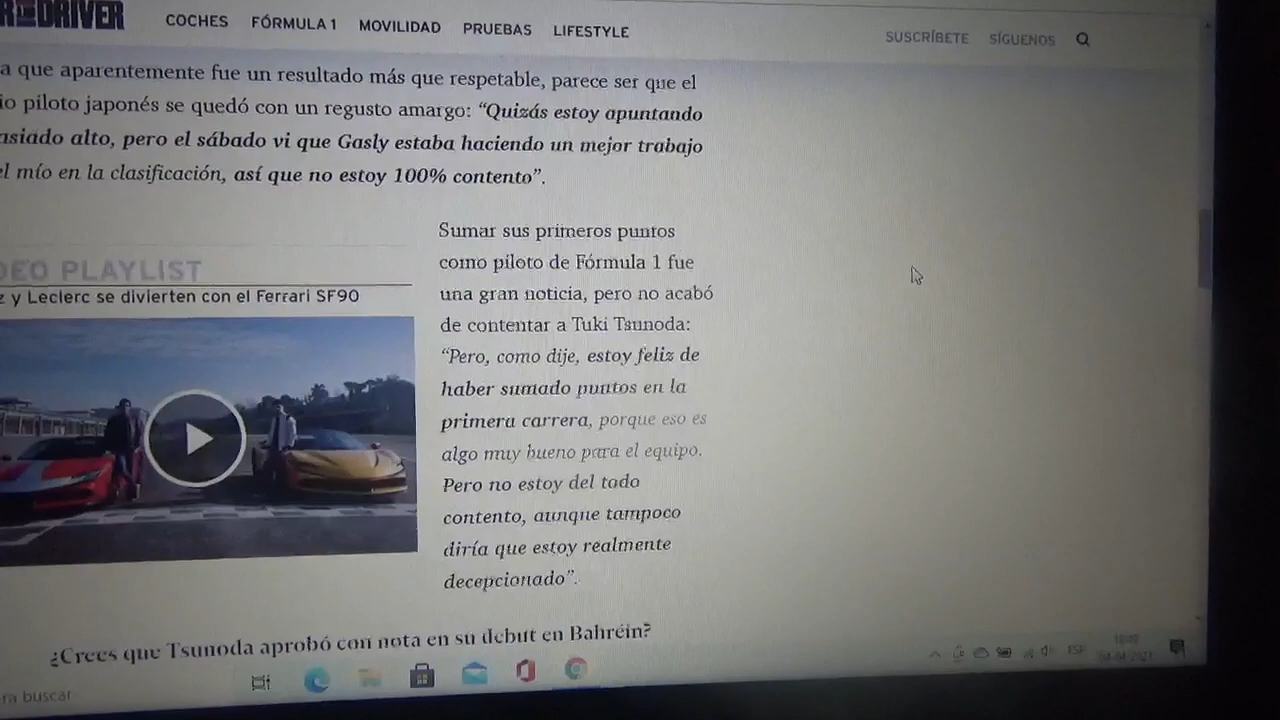 DRIVER
COCHES FÓRMULA 1 MOVILIDAD PRUEBAS LIFESTYLE
SUSCRÍBETE SÍGUENOS
a que aparentemente fue un resultado más que respetable, parece ser que el
piloto japonés se quedó con un regusto amargo: “Quizás estoy apuntando
alto, pero el sábado vi que Gasly estaba haciendo un mejor trabajo
el mío en la clasificación, así que no estoy 100% contento”.
PLAYLIST
z y Leclerc se divierten con el Ferrari SF90
Sumar sus primeros puntos
como piloto de Fórmula 1 fue
una gran noticia, pero no acabó
de contentar a Tuki Tsunoda:
“Pero, como dije, estoy feliz de
haber sumado puntos en la
primera carrera, porque eso es
algo muy bueno para el equipo.
Pero no estoy del todo
contento, aunque tampoco
diría que estoy realmente
decepcionado”.
¿Crees que Tsunoda aprobó con nota en su debut en Bahréin?
ra buscar
ESP